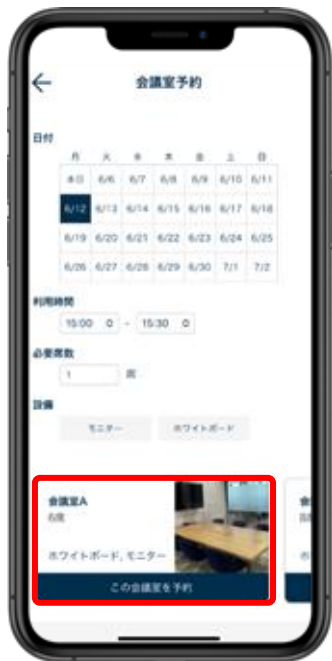 会議室予約
日付
月 火 水 木 金 土 日
本日 6/6 6/7 6/8 6/9 6/10 6/11
6/12 6/13 6/14 6/15 6/16 6/17 6/18
6/19 6/20 6/21 6/22 6/23 6/24 6/25
6/26 6/27 6/28 6/29 6/30 7/1 7/2
利用時間
15:00 - 15:30
必要席数
1 席
設備
モニター ホワイトボード
会議室A
ホワイトボード, モニター
この会議室を予約